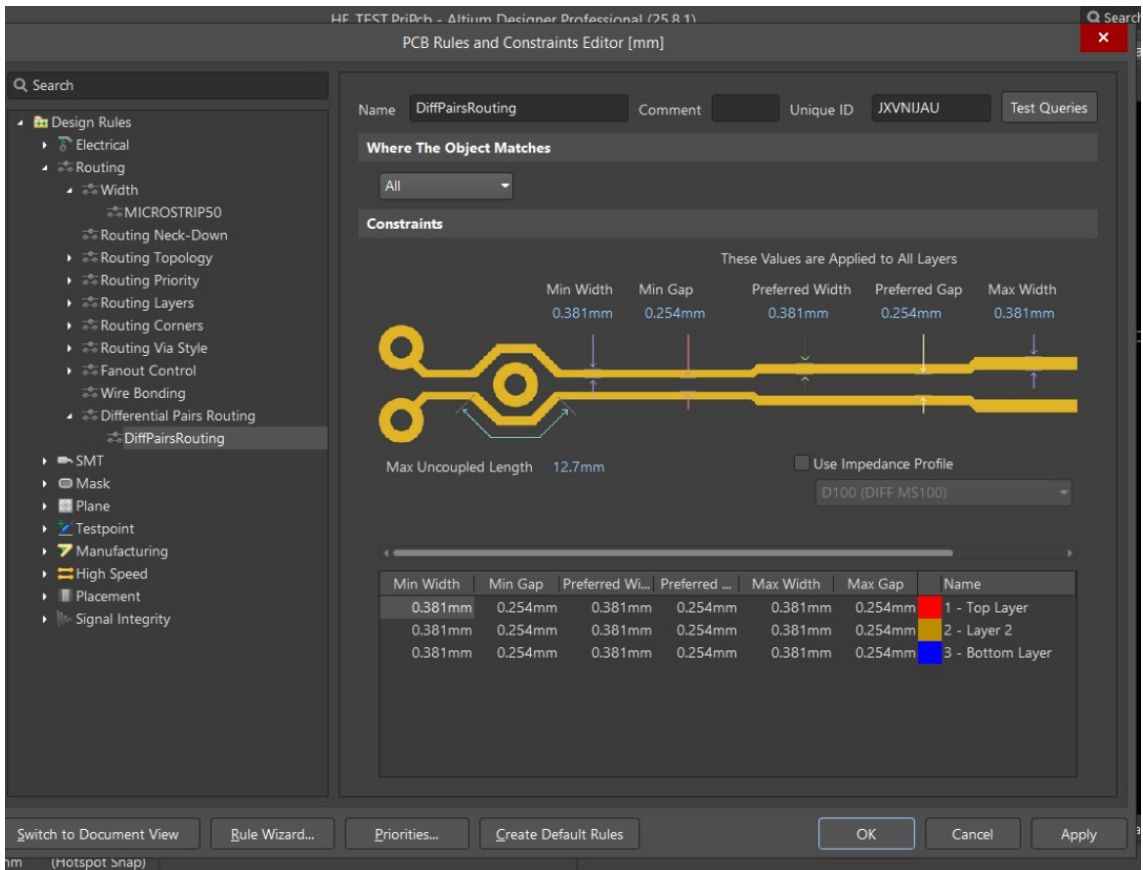 HF_TEST.PrjPcb - Altium Designer Professional (25.8.1)
Search
PCB Rules and Constraints Editor [mm]
Search
Design Rules
Electrical
Routing
Width
MICROSTRIP50
Routing Neck-Down
Routing Topology
Routing Priority
Routing Layers
Routing Corners
Routing Via Style
Fanout Control
Wire Bonding
Differential Pairs Routing
DiffPairsRouting
SMT
Mask
Plane
Testpoint
Manufacturing
High Speed
Placement
Signal Integrity
Name DiffPairsRouting Comment Unique ID JXVNIJAU Test Queries
Where The Object Matches
All
Constraints
These Values are Applied to All Layers
Min Width Min Gap Preferred Width Preferred Gap Max Width
0.381mm 0.254mm 0.381mm 0.254mm 0.381mm
Max Uncoupled Length 12.7mm
Use Impedance Profile
D100 (DIFF MS100)
Min Width Min Gap Preferred Wi... Preferred ... Max Width Max Gap Name
0.381mm 0.254mm 0.381mm 0.254mm 0.381mm 0.254mm 1 - Top Layer
0.381mm 0.254mm 0.381mm 0.254mm 0.381mm 0.254mm 2 - Layer 2
0.381mm 0.254mm 0.381mm 0.254mm 0.381mm 0.254mm 3 - Bottom Layer
Switch to Document View Rule Wizard... Priorities... Create Default Rules OK Cancel Apply
(Hotspot Snap)